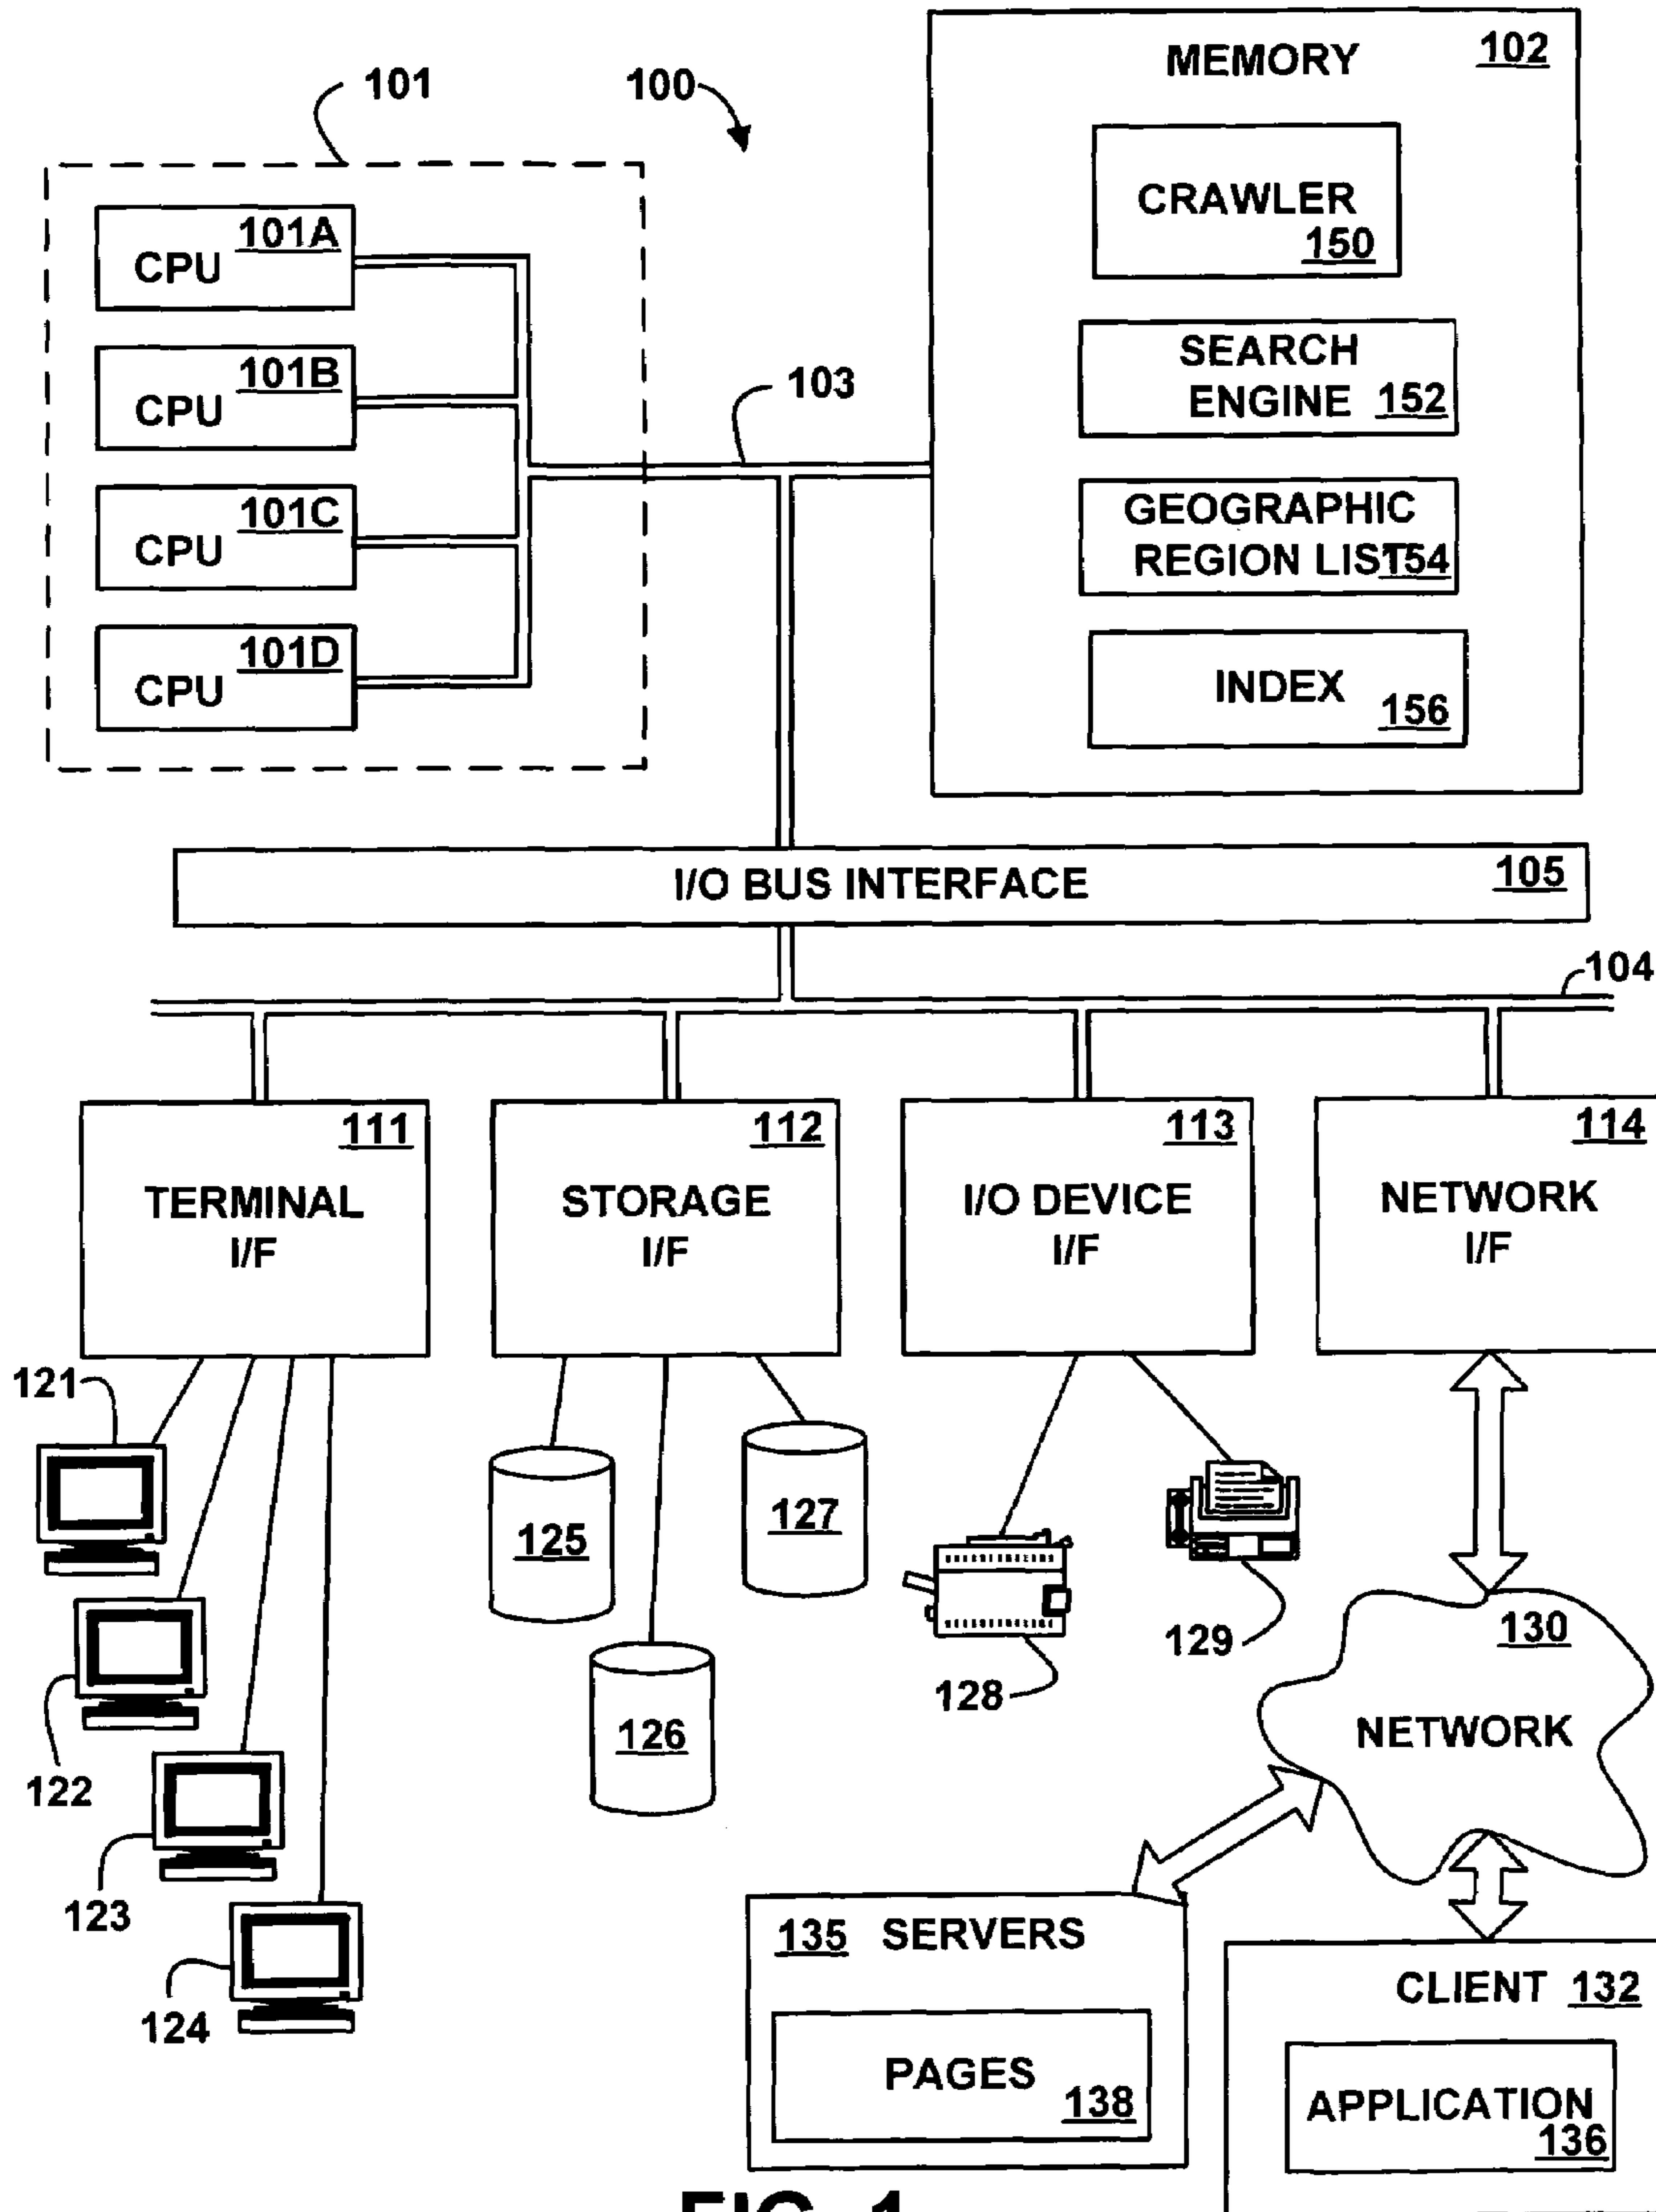 101
100
MEMORY 102
101A
CPU
101B
CPU
101C
CPU
101D
CPU
103
CRAWLER
150
SEARCH
ENGINE 152
GEOGRAPHIC
REGION LIST 154
INDEX
156
I/O BUS INTERFACE 105
104
111
TERMINAL
I/F
112
STORAGE
I/F
113
I/O DEVICE
I/F
114
NETWORK
I/F
121
122
123
124
125
126
127
128
129
130
NETWORK
135 SERVERS
PAGES
138
CLIENT 132
APPLICATION
136
FIG. 1